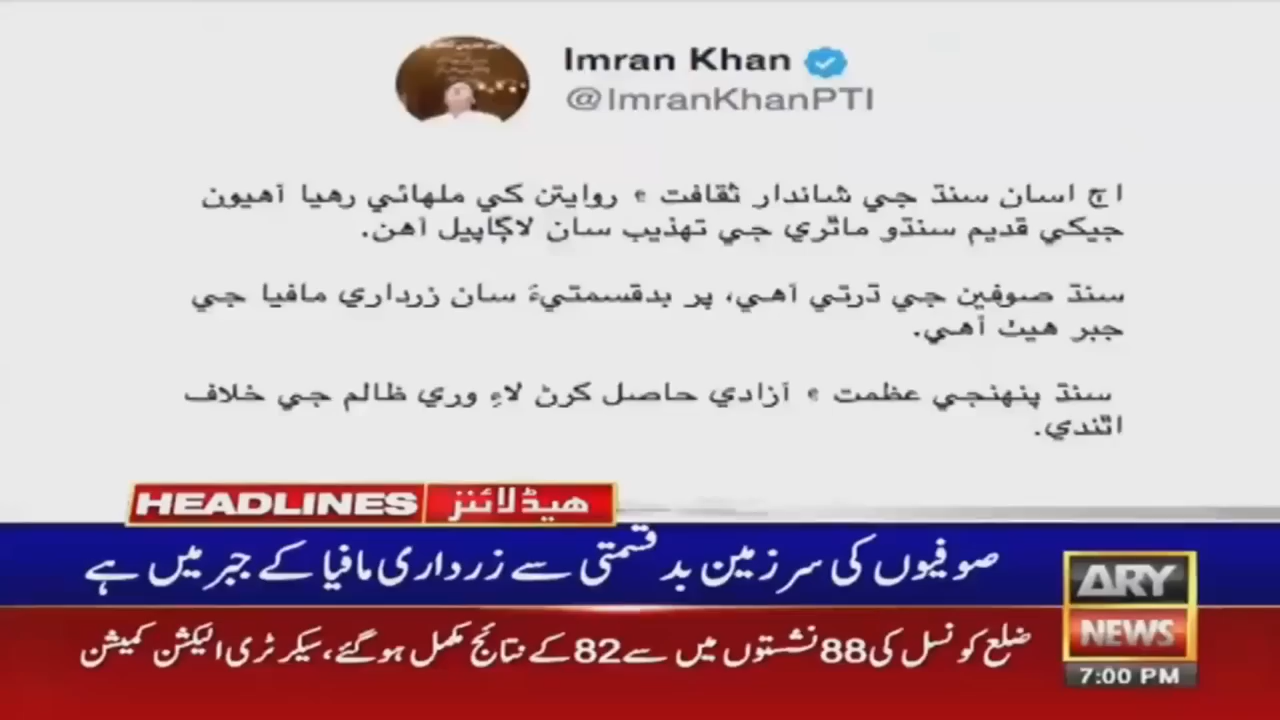 Imran Khan
@ImranKhanPTI
اڄ اسان سنڌ جي شاندار ثقافت ۽ روايتن کي ملهائي رهيا آهيون
جيڪي قديم سنڌو ماٿري جي تهذيب سان لاڳاپيل آهن.
سنڌ صوفين جي ڌرتي آهي، پر بدقسمتيءَ سان زرداري مافيا جي
جبر هيٺ آهي.
سنڌ پنهنجي عظمت ۽ آزادي حاصل ڪرڻ لاءِ وري ظالم جي خلاف
اٿندي.
HEADLINES ہیڈلائنز
صوفیوں کی سرزمین بدقسمتی سے زرداری مافیا کے جبر میں ہے
ضلع کونسل کی 88 نشستوں میں سے 82 کے نتائج مکمل ہوگئے، سیکرٹری الیکشن کمیشن
ARY
NEWS
7:00 PM